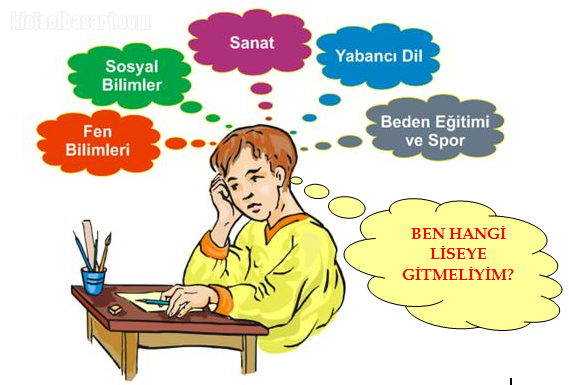 kisiselbasari.com
Sanat
Yabancı Dil
Sosyal
Bilimler
Fen
Bilimleri
Beden Eğitimi
ve Spor
BEN HANGİ
LİSEYE
GİTMELİYİM?